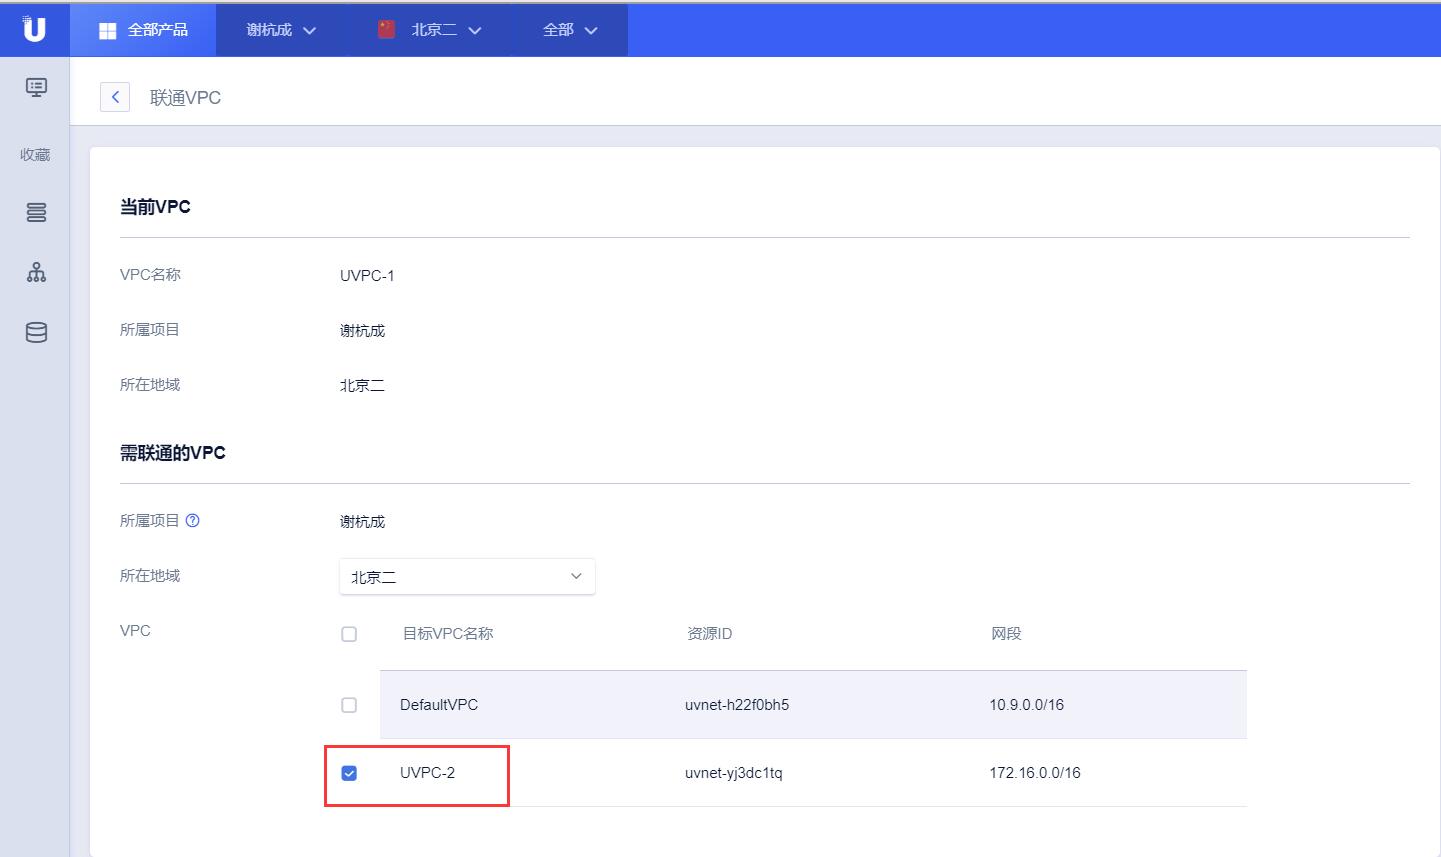 U 全部产品 谢杭成 北京二 全部
联通VPC
收藏
当前VPC
VPC名称 UVPC-1
所属项目 谢杭成
所在地域 北京二
需联通的VPC
所属项目 谢杭成
所在地域 北京二
VPC 目标VPC名称 资源ID 网段
DefaultVPC uvnet-h22f0bh5 10.9.0.0/16
UVPC-2 uvnet-yj3dc1tq 172.16.0.0/16